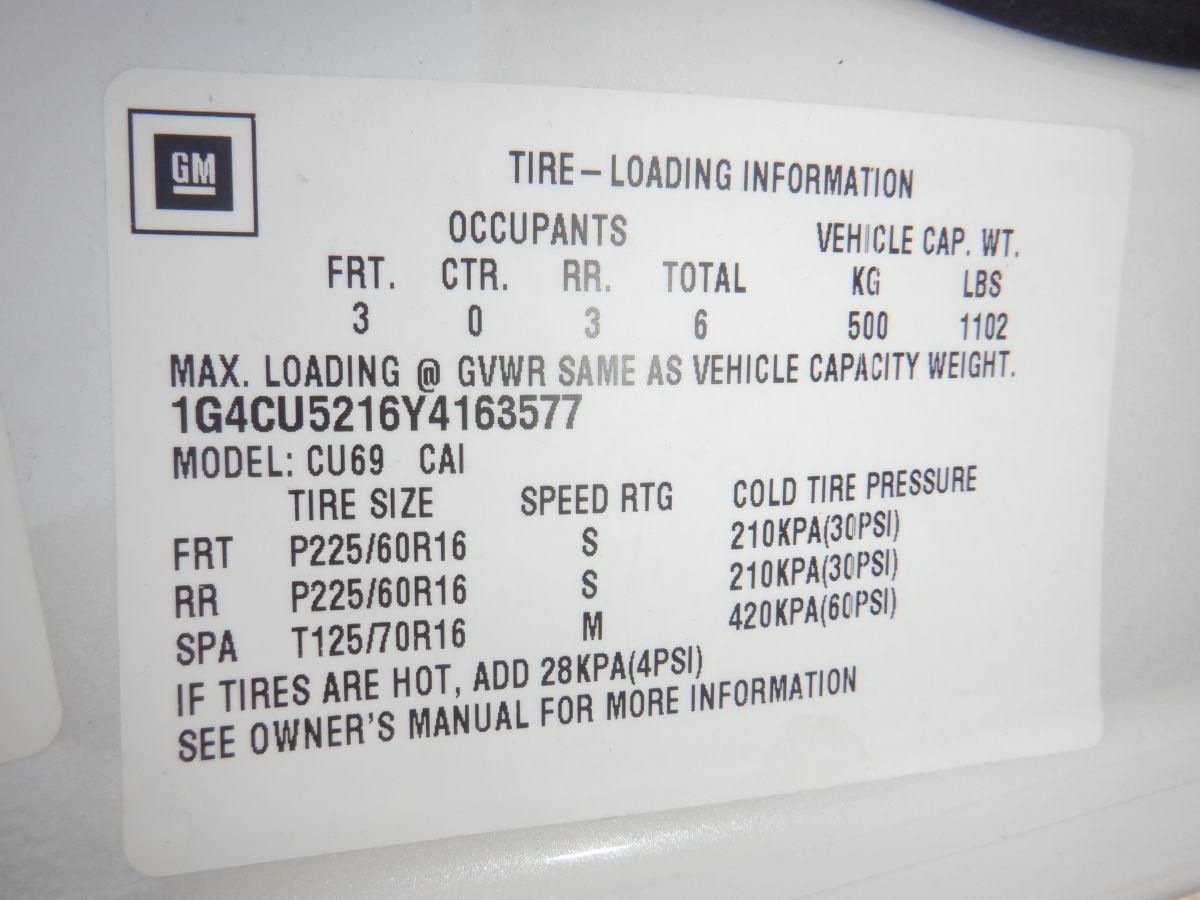 GM
TIRE–LOADING INFORMATION
OCCUPANTS VEHICLE CAP. WT.
FRT. CTR. RR. TOTAL KG LBS
3 0 3 6 500 1102
MAX. LOADING @ GVWR SAME AS VEHICLE CAPACITY WEIGHT.
1G4CU5216Y4163577
MODEL: CU69 CAI
TIRE SIZE SPEED RTG COLD TIRE PRESSURE
FRT P225/60R16 S 210KPA(30PSI)
RR P225/60R16 S 210KPA(30PSI)
SPA T125/70R16 M 420KPA(60PSI)
IF TIRES ARE HOT, ADD 28KPA(4PSI)
SEE OWNER'S MANUAL FOR MORE INFORMATION